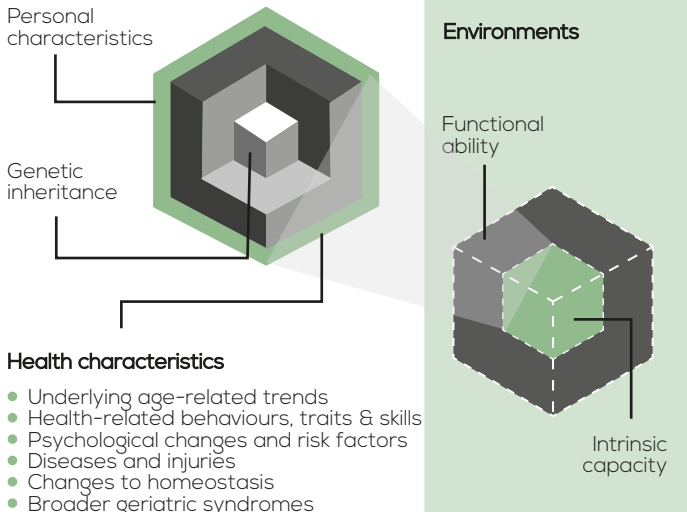 Personal
characteristics
Genetic
inheritance
Health characteristics
Underlying age-related trends
Health-related behaviours, traits & skills
Psychological changes and risk factors
Diseases and injuries
Changes to homeostasis
Broader geriatric syndromes
Environments
Functional
ability
Intrinsic
capacity